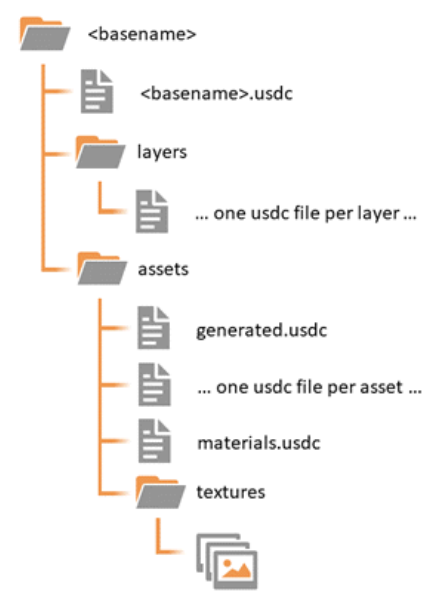 <basename>
<basename>.usdc
layers
... one usdc file per layer ...
assets
generated.usdc
... one usdc file per asset ...
materials.usdc
textures